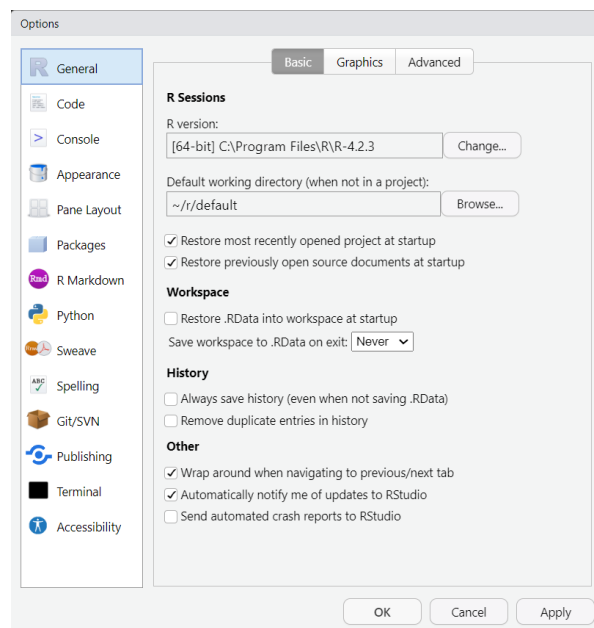 Options
General
Code
Console
Appearance
Pane Layout
Packages
R Markdown
Python
Sweave
Spelling
Git/SVN
Publishing
Terminal
Accessibility
Basic Graphics Advanced
R Sessions
R version:
[64-bit] C:\Program Files\R\R-4.2.3 Change...
Default working directory (when not in a project):
~/r/default Browse...
Restore most recently opened project at startup
Restore previously open source documents at startup
Workspace
Restore .RData into workspace at startup
Save workspace to .RData on exit: Never
History
Always save history (even when not saving .RData)
Remove duplicate entries in history
Other
Wrap around when navigating to previous/next tab
Automatically notify me of updates to RStudio
Send automated crash reports to RStudio
OK Cancel Apply